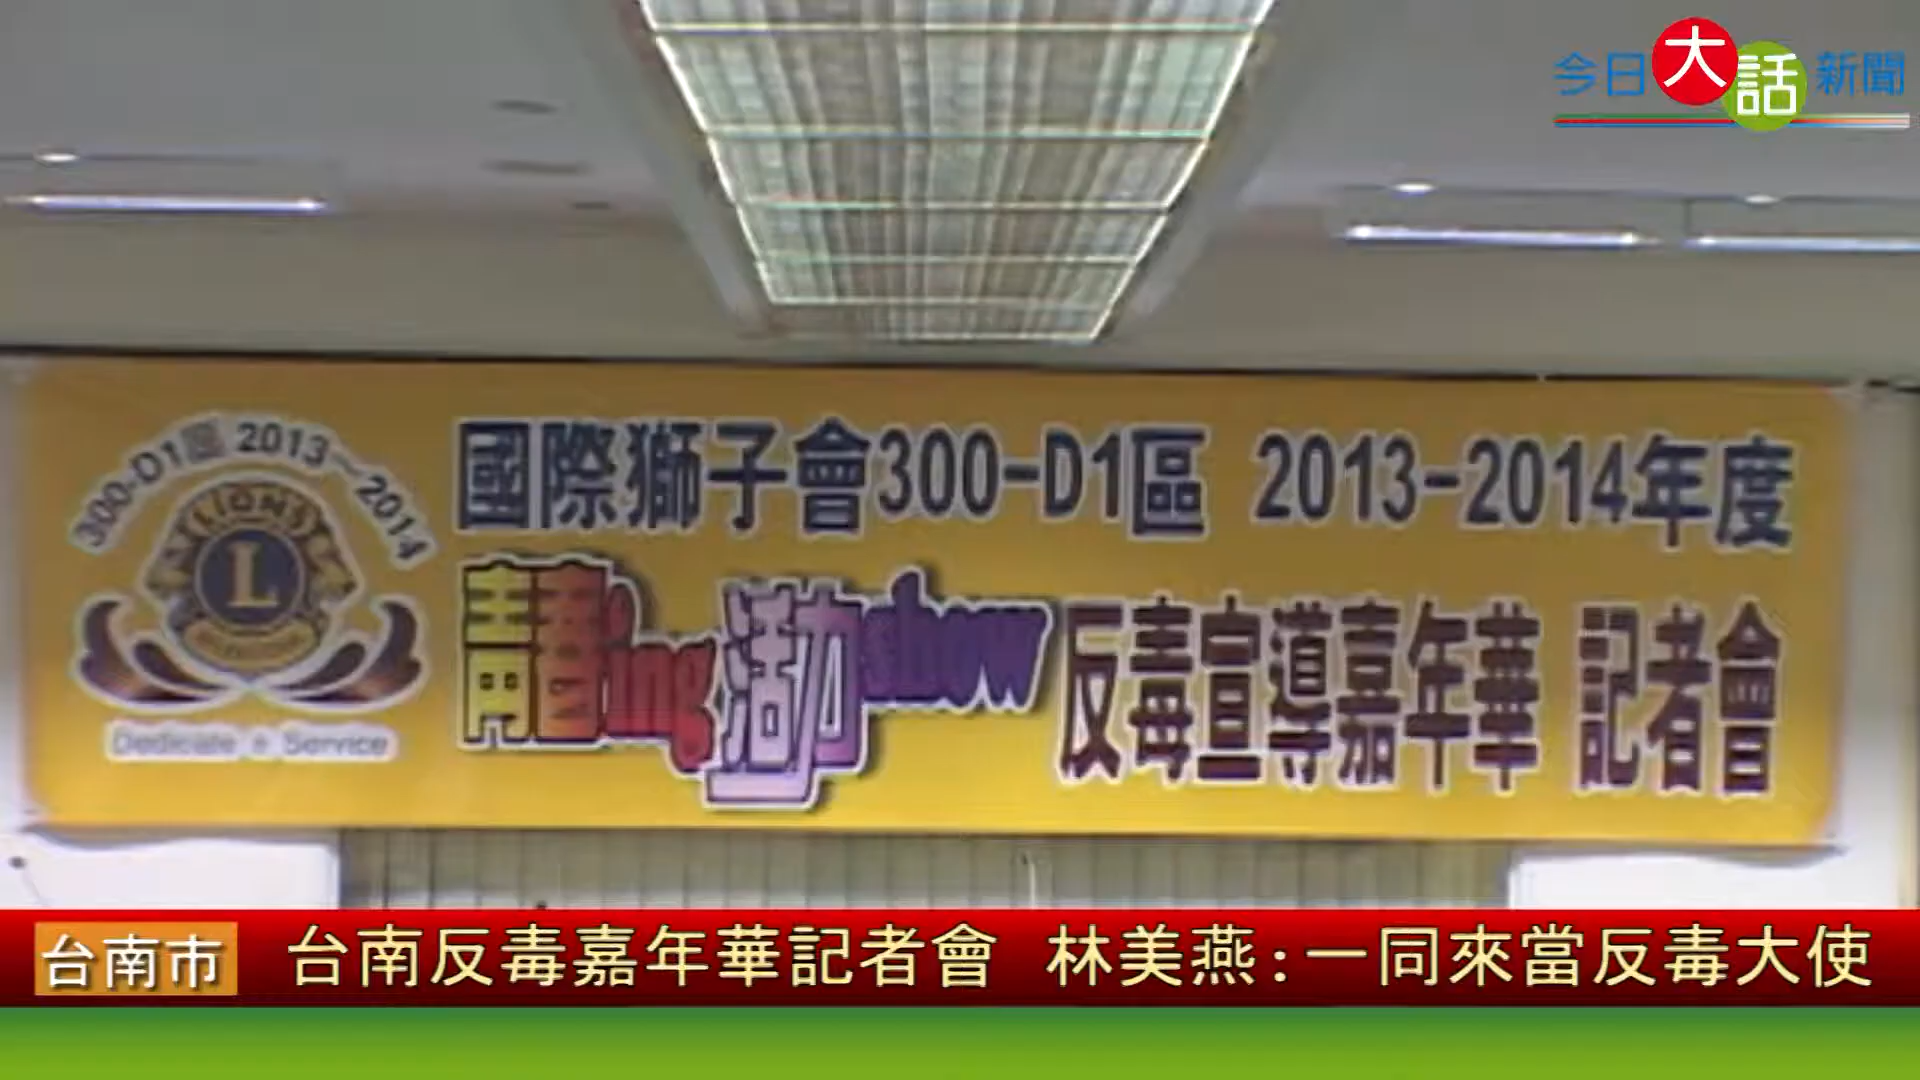 今日大話新聞
300-D1區 2013~2014
LIONS
L
Dedicate & Service
國際獅子會300-D1區 2013-2014年度
青春ing活力show 反毒宣導嘉年華 記者會
台南市 台南反毒嘉年華記者會 林美燕:一同來當反毒大使